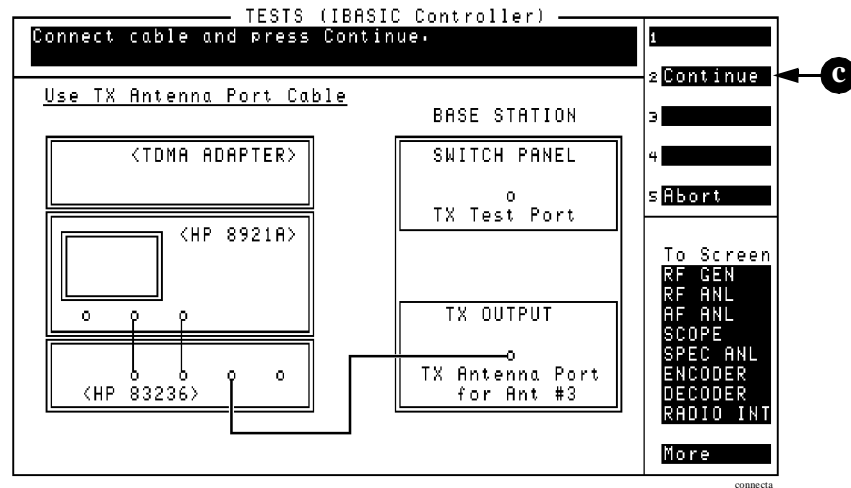 TESTS (IBASIC Controller)
Connect cable and press Continue.
Use TX Antenna Port Cable
BASE STATION
<TDMA ADAPTER>
SWITCH PANEL
TX Test Port
<HP 8921A>
TX OUTPUT
TX Antenna Port
for Ant #3
<HP 83236>
1
2 Continue
C
3
4
5 Abort
To Screen
RF GEN
RF ANL
AF ANL
SCOPE
SPEC ANL
ENCODER
DECODER
RADIO INT
More
connecta